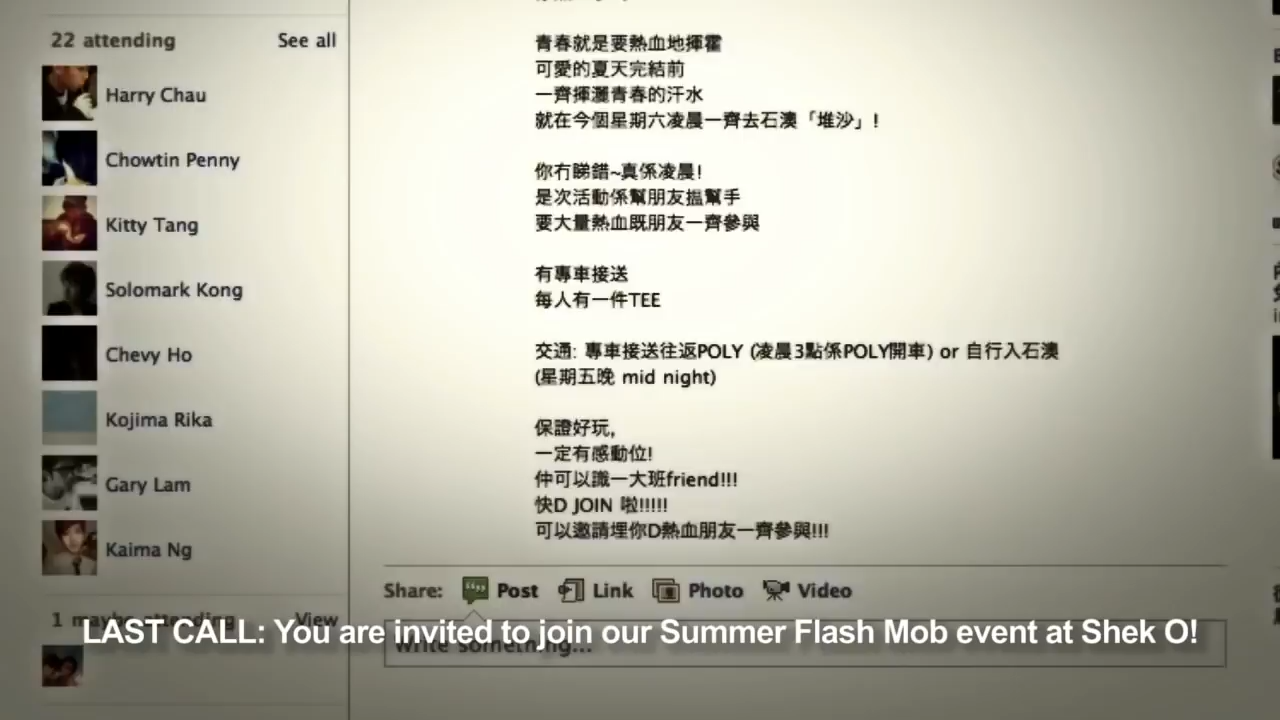 22 attending See all
Harry Chau
Chowtin Penny
Kitty Tang
Solomark Kong
Chevy Ho
Kojima Rika
Gary Lam
Kaima Ng
1 maybe attending View
青春就是要熱血地揮霍
可愛的夏天完結前
一齊揮灑青春的汗水
就在今個星期六凌晨一齊去石澳「堆沙」!
你冇睇錯~真係凌晨!
是次活動係幫朋友搵幫手
要大量熱血既朋友一齊參與
有專車接送
每人有一件TEE
交通: 專車接送往返POLY (凌晨3點係POLY開車) or 自行入石澳
(星期五晚 mid night)
保證好玩,
一定有感動位!
仲可以識一大班friend!!!
快D JOIN 啦!!!!!
可以邀請埋你D熱血朋友一齊參與!!!
Share: Post Link Photo Video
Write something...
LAST CALL: You are invited to join our Summer Flash Mob event at Shek O!